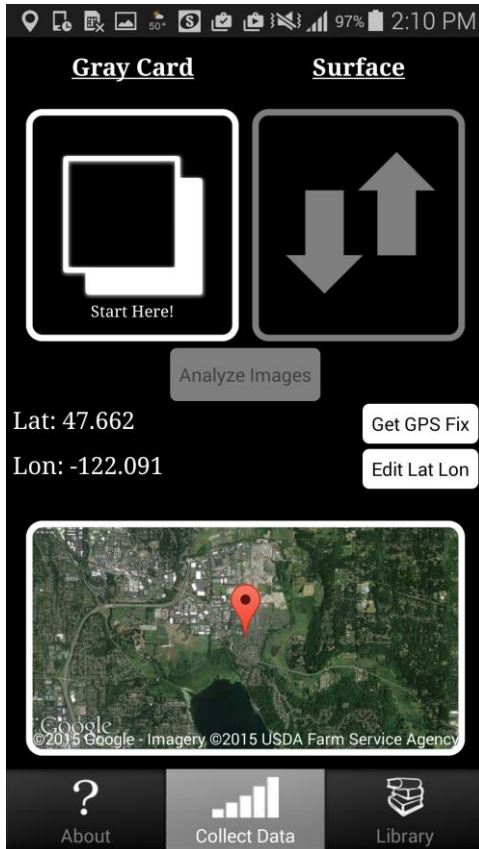 50°
97% 2:10 PM
Gray Card
Surface
Start Here!
Analyze Images
Lat: 47.662
Get GPS Fix
Lon: -122.091
Edit Lat Lon
Google
©2015 Google - Imagery ©2015 USDA Farm Service Agency
?
About
Collect Data
Library